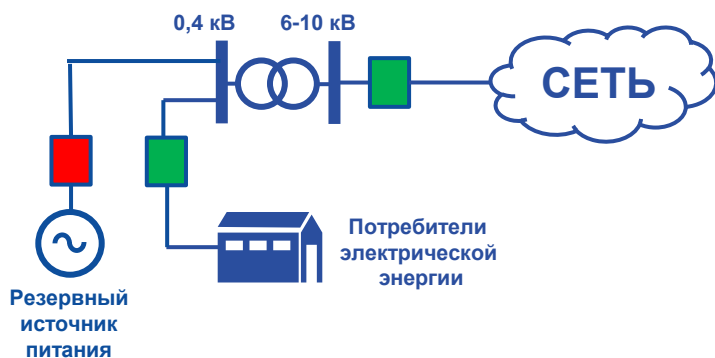 0,4 кВ
6-10 кВ
СЕТЬ
Потребители
электрической
энергии
Резервный
источник
питания